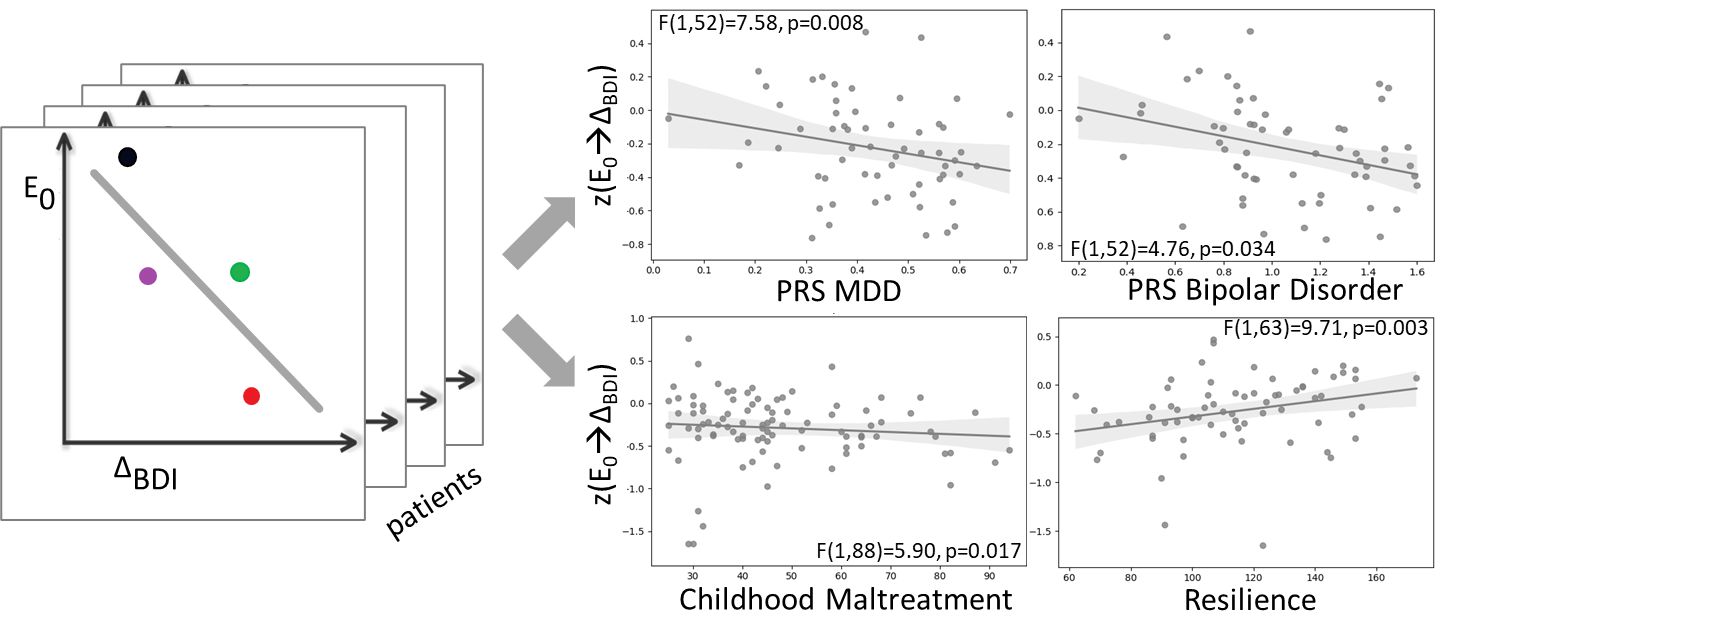 E0
ΔBDI
patients
F(1,52)=7.58, p=0.008
z(E0→ΔBDI)
0.4
0.2
0.0
−0.2
−0.4
−0.6
−0.8
0.0 0.1 0.2 0.3 0.4 0.5 0.6 0.7
PRS MDD
0.4
0.2
0.0
0.2
0.4
0.6
0.8
F(1,52)=4.76, p=0.034
0.2 0.4 0.6 0.8 1.0 1.2 1.4 1.6
PRS Bipolar Disorder
z(E0→ΔBDI)
1.0
0.5
0.0
−0.5
−1.0
−1.5
F(1,88)=5.90, p=0.017
30 40 50 60 70 80 90
Childhood Maltreatment
F(1,63)=9.71, p=0.003
0.5
0.0
−0.5
−1.0
−1.5
60 80 100 120 140 160
Resilience